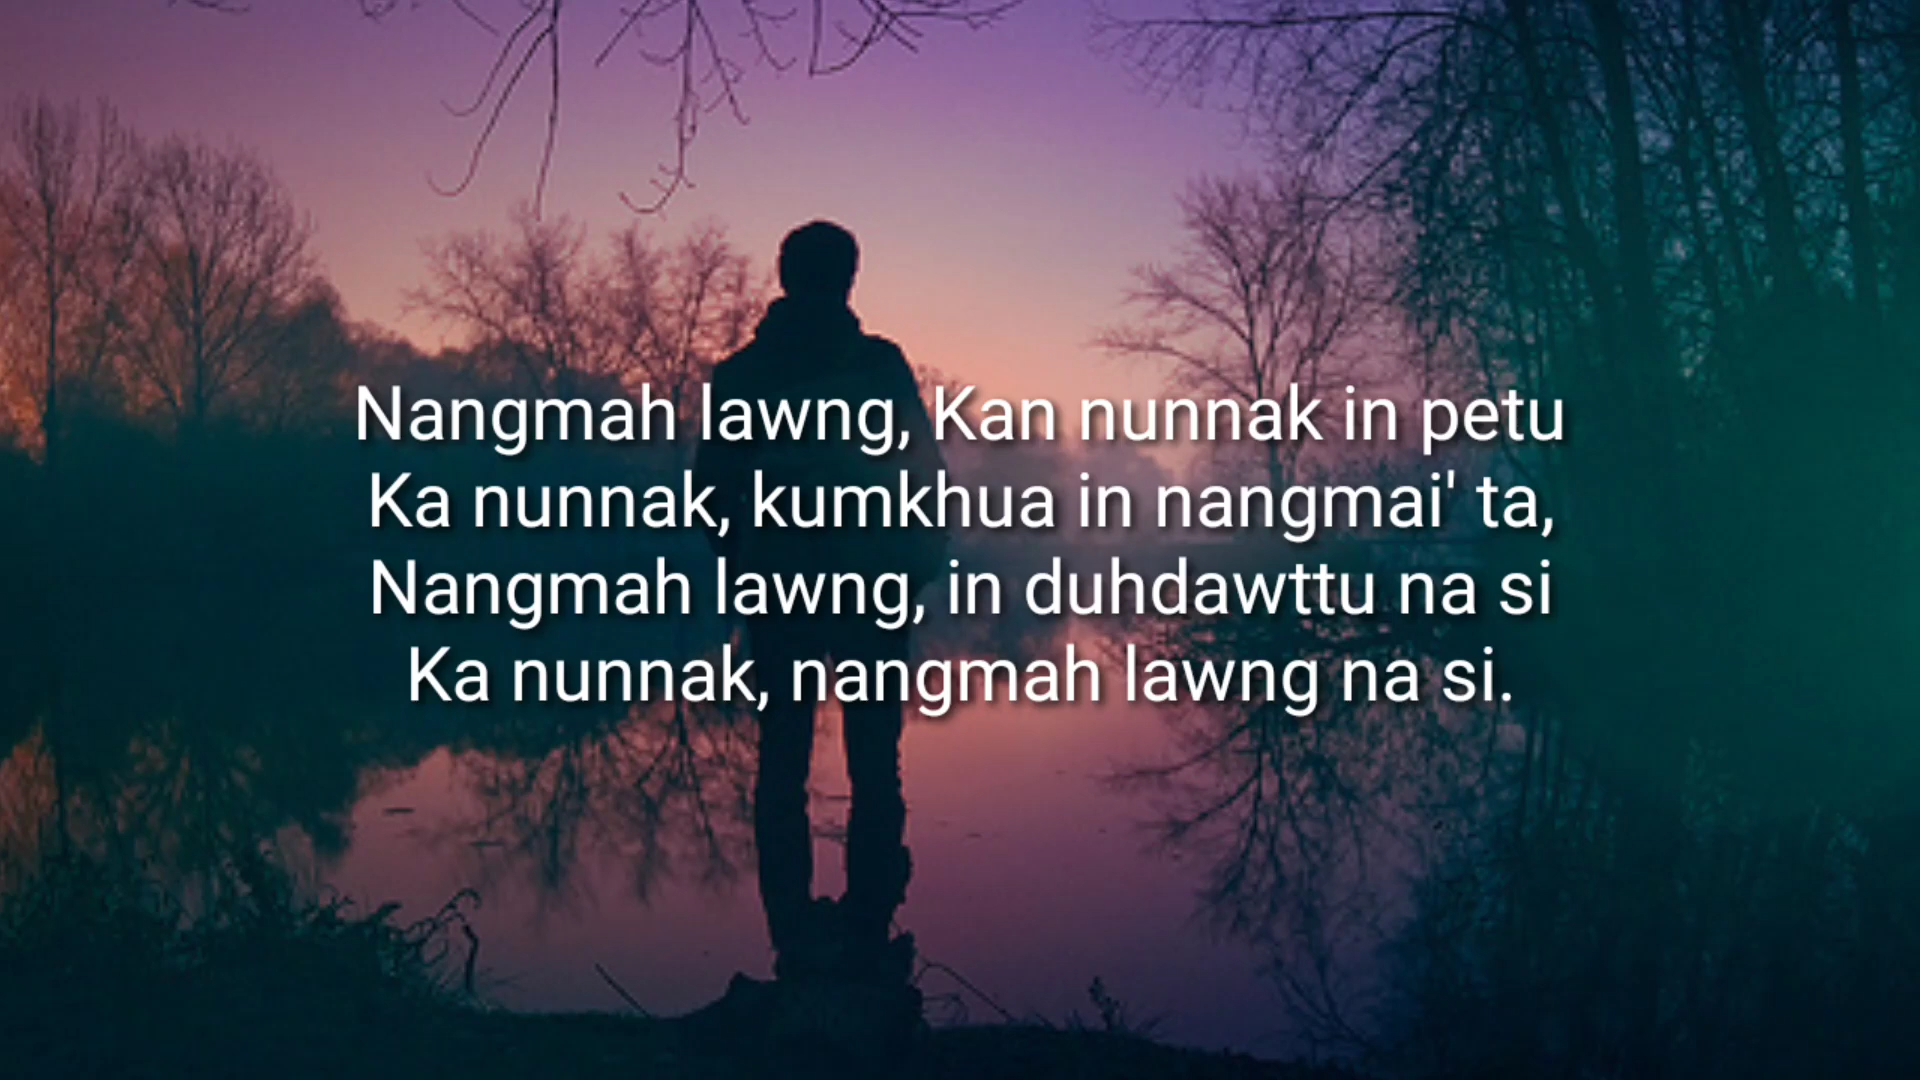 Nangmah lawng, Kan nunnak in petu
Ka nunnak, kumkhua in nangmai' ta,
Nangmah lawng, in duhdawttu na si
Ka nunnak, nangmah lawng na si.